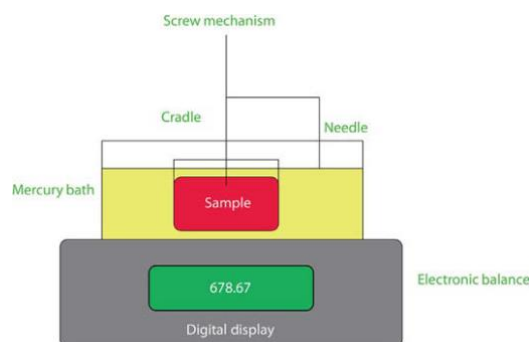 Screw mechanism
Cradle
Needle
Mercury bath
Sample
Electronic balance
678.67
Digital display